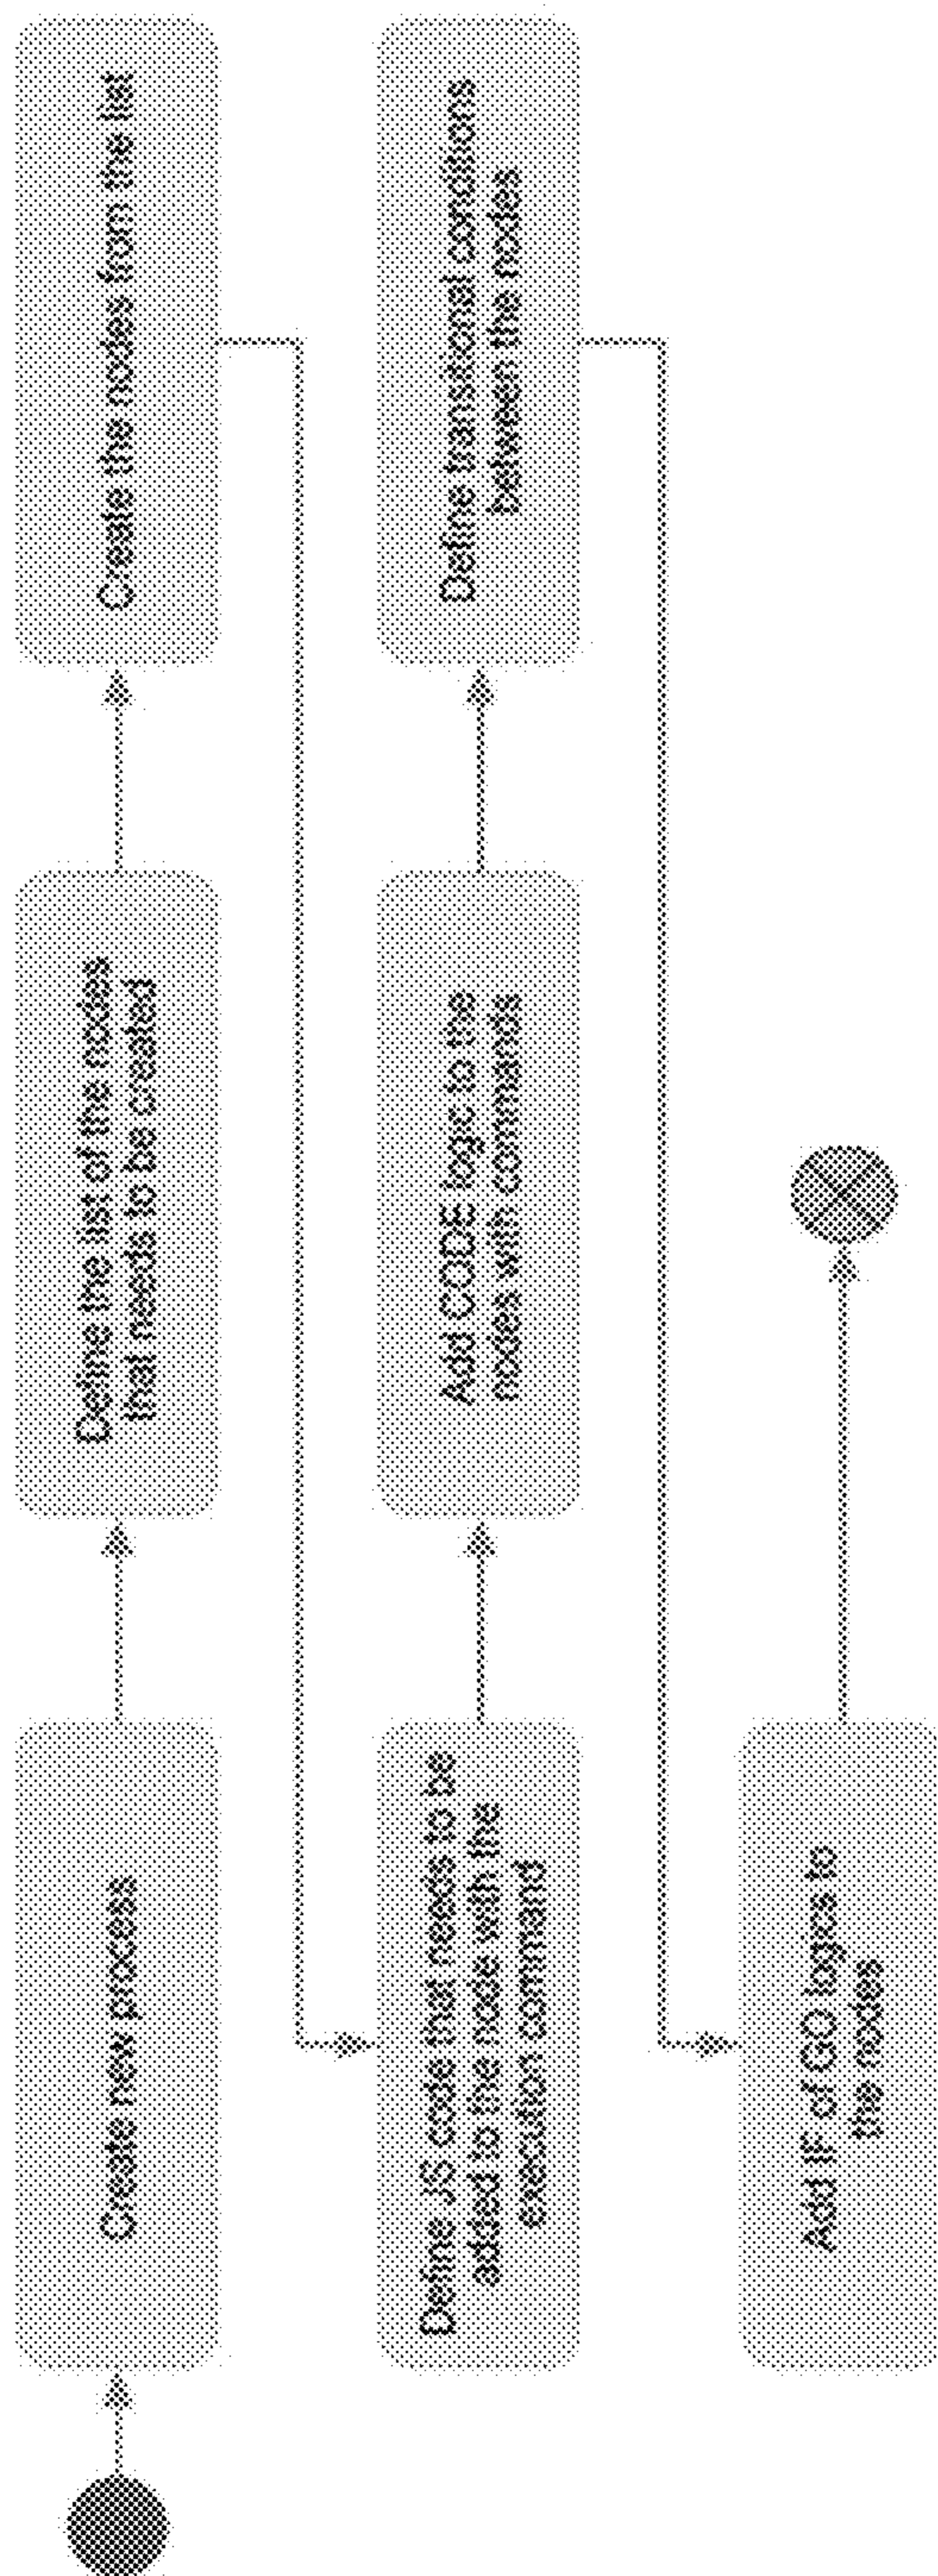 Create new process
Define the list of the nodes
that needs to be created
Create the nodes from the list
Define JS code that needs to be
added to the node with the
execution command
Add CODE logic to the
nodes with commands
Define transitional conditions
between the nodes
Add IF of GO logics to
the nodes